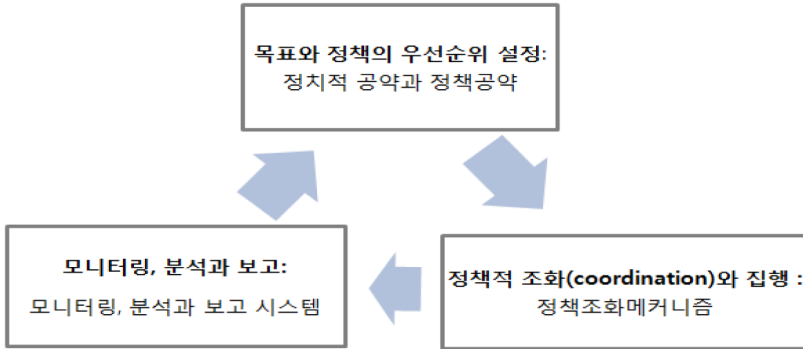 목표와 정책의 우선순위 설정:
정치적 공약과 정책공약
모니터링, 분석과 보고:
모니터링, 분석과 보고 시스템
정책적 조화(coordination)와 집행 :
정책조화메커니즘